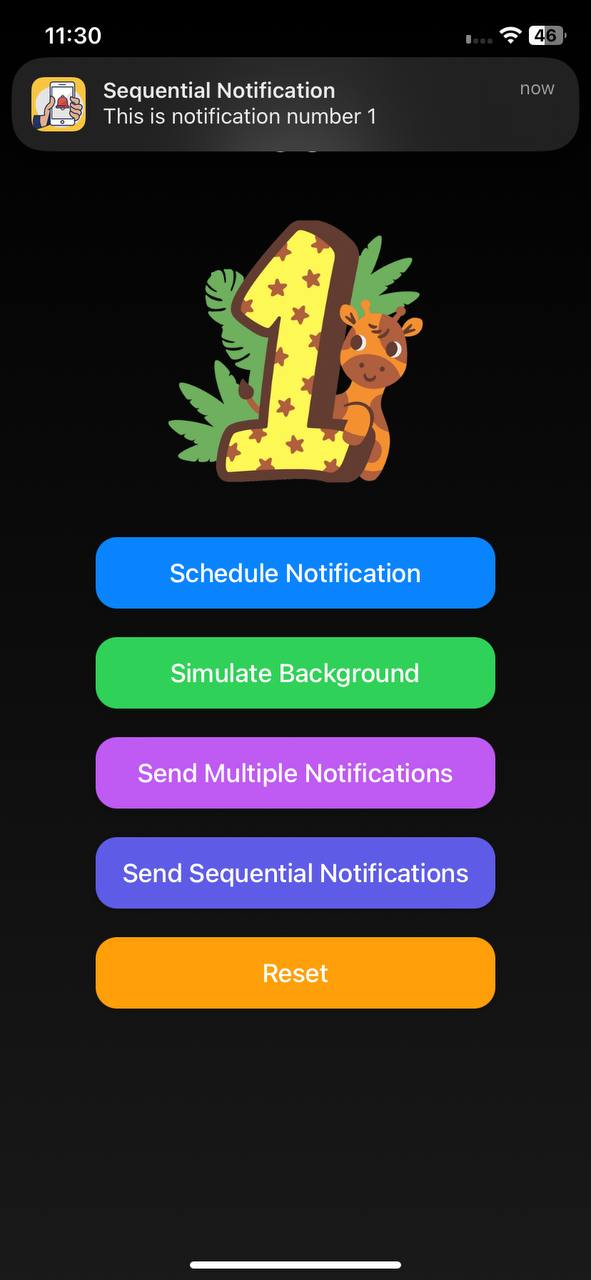 11:30
46
Sequential Notification
now
This is notification number 1
1
Schedule Notification
Simulate Background
Send Multiple Notifications
Send Sequential Notifications
Reset